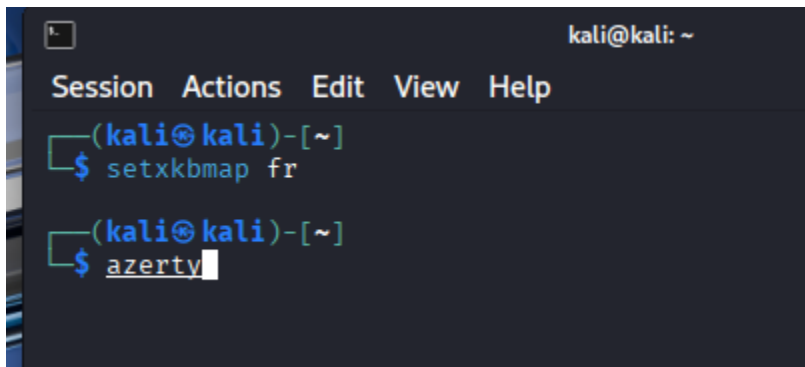 kali@kali: ~
Session Actions Edit View Help
┌──(kali㉿kali)-[~]
└─$ setxkbmap fr
┌──(kali㉿kali)-[~]
└─$ azerty